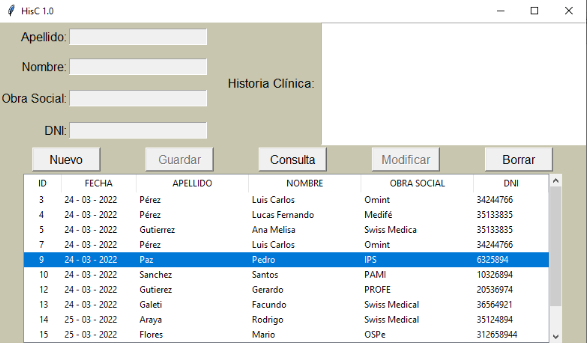 HisC 1.0
Apellido:
Nombre:
Historia Clínica:
Obra Social:
DNI:
Nuevo Guardar Consulta Modificar Borrar
ID FECHA APELLIDO NOMBRE OBRA SOCIAL DNI
3 24 - 03 - 2022 Pérez Luis Carlos Omint 34244766
4 24 - 03 - 2022 Pérez Lucas Fernando Medifé 35133835
5 24 - 03 - 2022 Gutierrez Ana Melisa Swiss Medica 35133835
7 24 - 03 - 2022 Pérez Luis Carlos Omint 34244766
9 24 - 03 - 2022 Paz Pedro IPS 6325894
10 24 - 03 - 2022 Sanchez Santos PAMI 10326894
12 24 - 03 - 2022 Gutierez Gerardo PROFE 20536974
13 24 - 03 - 2022 Galeti Facundo Swiss Medical 36564921
14 25 - 03 - 2022 Araya Rodrigo Swiss Medical 35124894
15 25 - 03 - 2022 Flores Mario OSPe 312658944